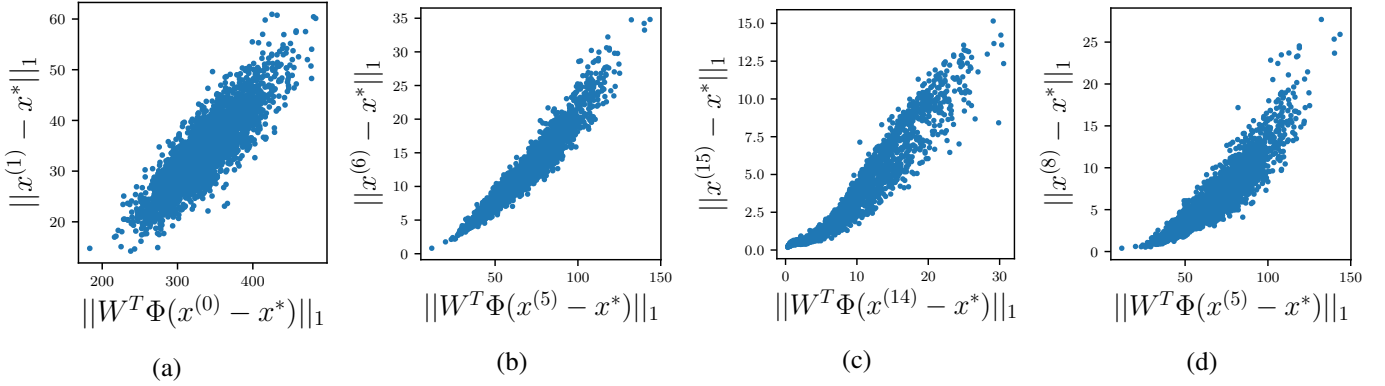 60
50
40
30
20
||x^{(1)} − x^*||_1
200 300 400
||W^T Φ(x^{(0)} − x^*)||_1
(a)
35
30
25
20
15
10
5
0
||x^{(6)} − x^*||_1
50 100 150
||W^T Φ(x^{(5)} − x^*)||_1
(b)
15.0
12.5
10.0
7.5
5.0
2.5
0.0
||x^{(15)} − x^*||_1
0 10 20 30
||W^T Φ(x^{(14)} − x^*)||_1
(c)
25
20
15
10
5
0
||x^{(8)} − x^*||_1
50 100 150
||W^T Φ(x^{(5)} − x^*)||_1
(d)